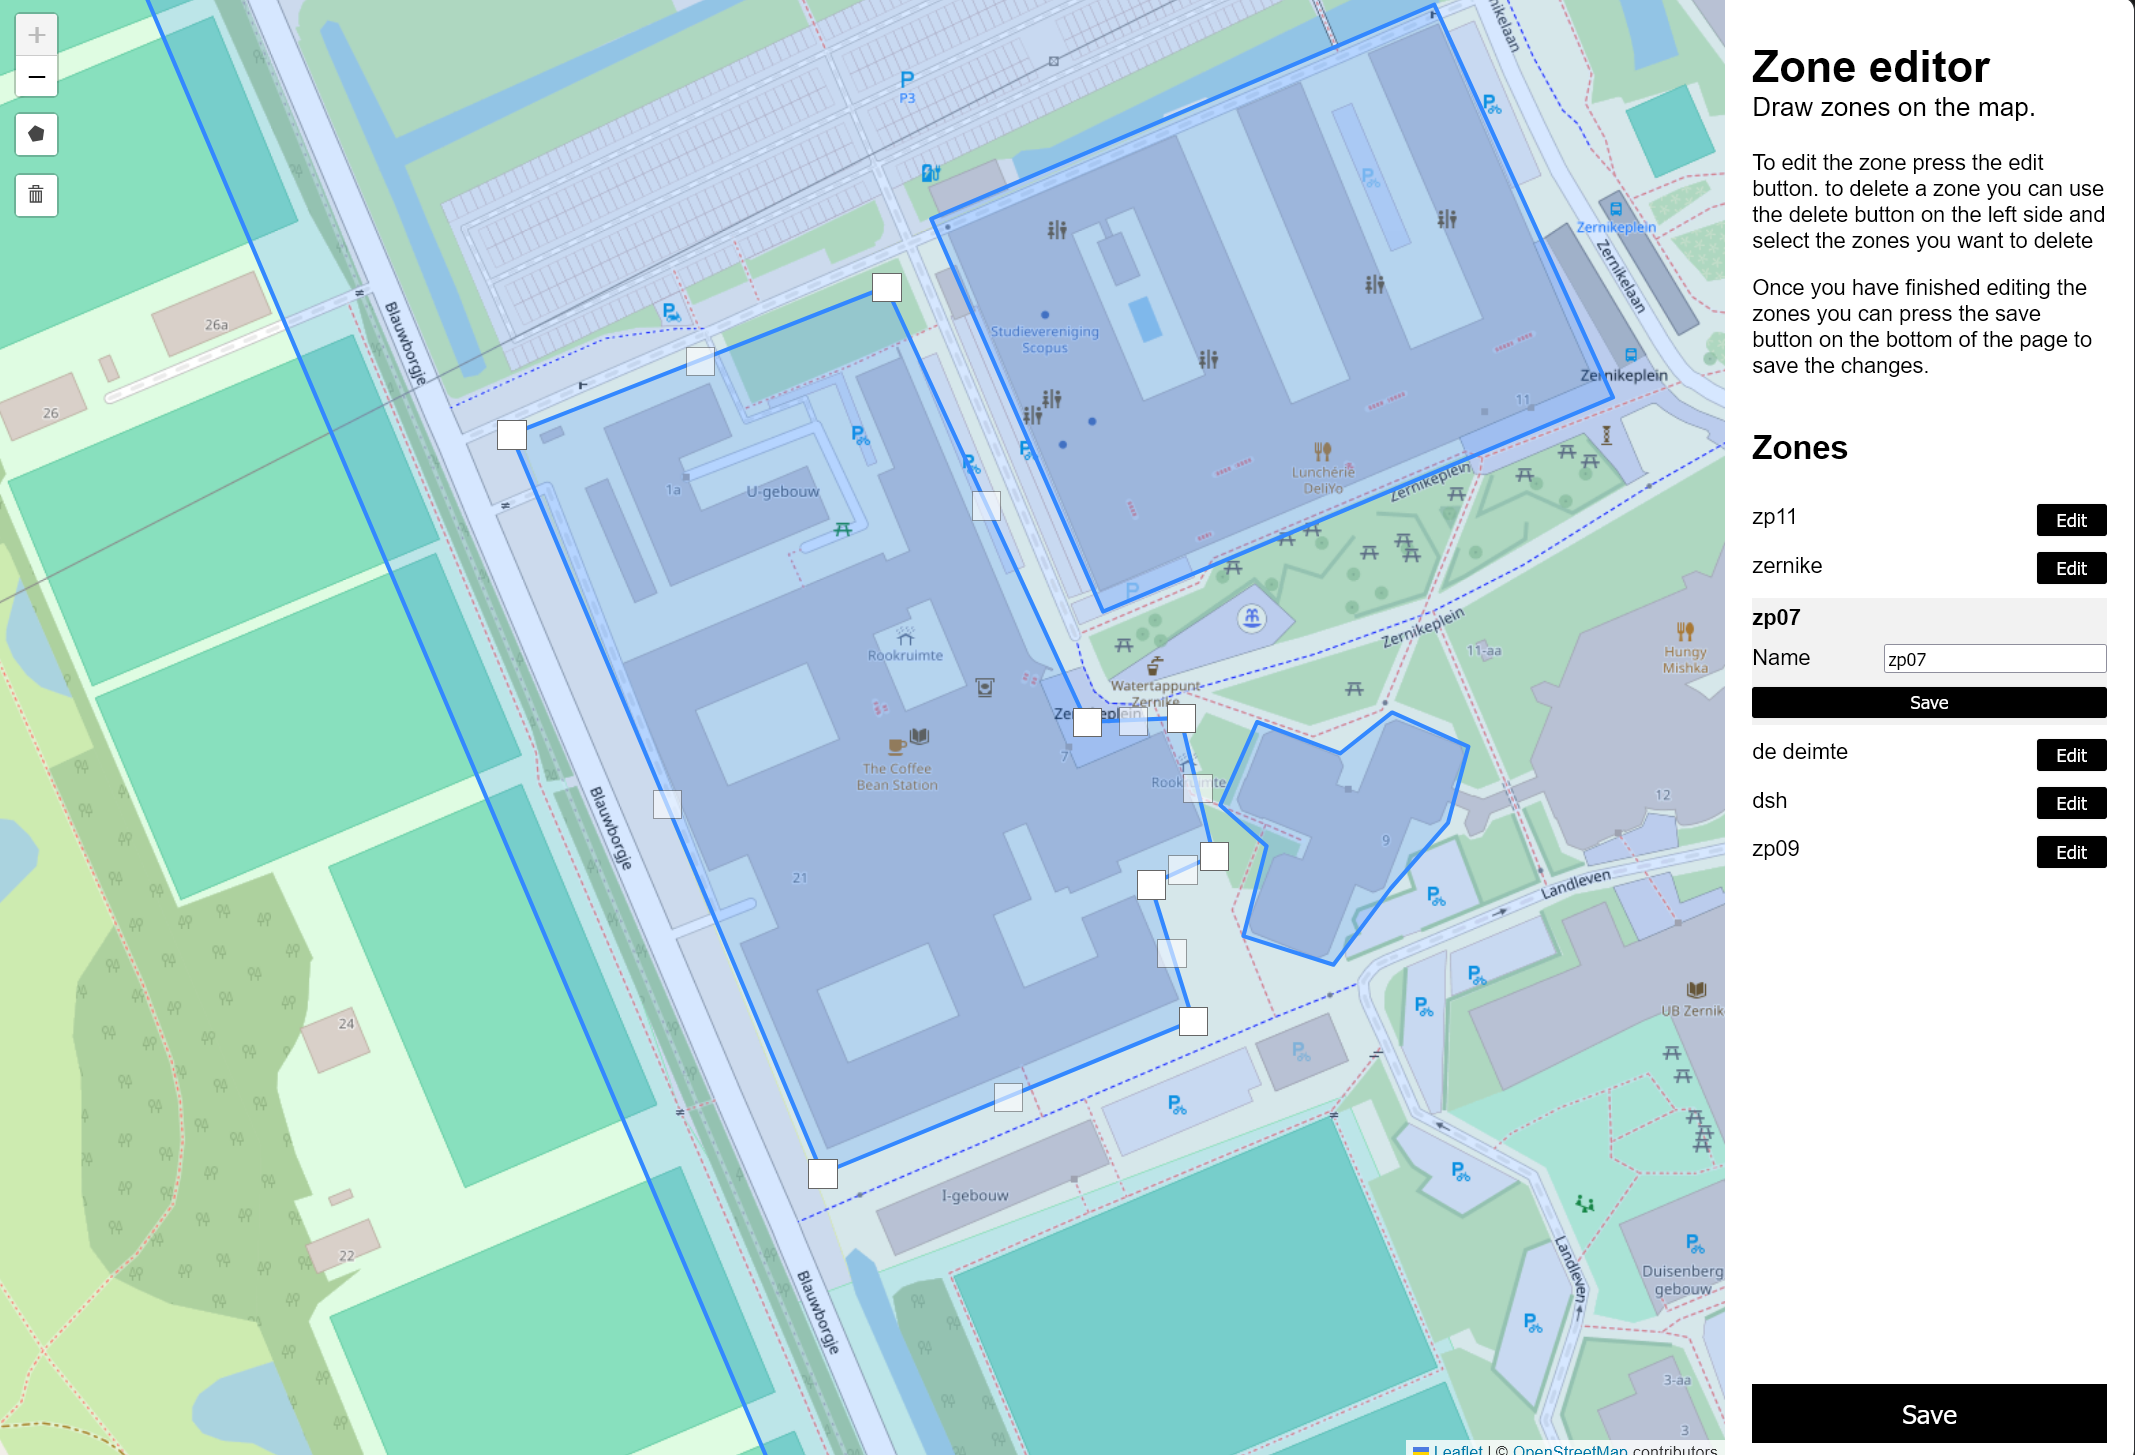 Zone editor
Draw zones on the map.
To edit the zone press the edit
button. to delete a zone you can use
the delete button on the left side and
select the zones you want to delete
Once you have finished editing the
zones you can press the save
button on the bottom of the page to
save the changes.
Zones
zp11
Edit
zernike
Edit
zp07
Name
zp07
Save
de deimte
Edit
dsh
Edit
zp09
Edit
Save
+
−
P
P3
Zernikelaan
Zernikeplein
Zernikelaan
Zernikeplein
26a
26
Blauwborgje
Studievereniging
Scopus
11
Lunchérie
DeliYo
Zernikeplein
1a
U-gebouw
P
Rookruimte
Watertappunt
Zernike
Zernikeplein
11-aa
Hungy
Mishka
7
Rookruimte
The Coffee
Bean Station
12
9
21
Blauwborgje
Landleven
24
UB Zernik
I-gebouw
22
Blauwborgje
Landleven
Duisenberg
gebouw
3-aa
3
Leaflet | © OpenStreetMap contributors